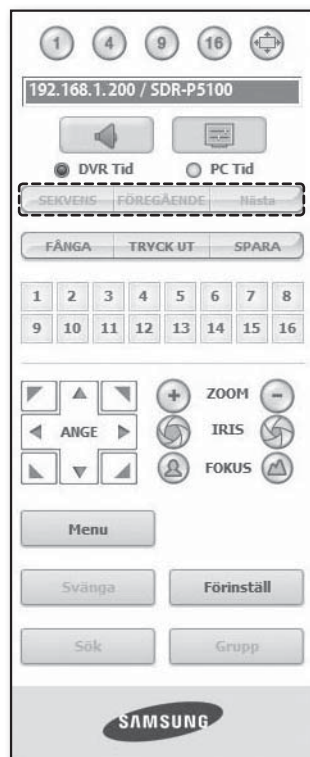 1 4 9 16
192.168.1.200 / SDR-P5100
DVR Tid PC Tid
SEKVENS FÖREGÅENDE Nästa
FÅNGA TRYCK UT SPARA
1 2 3 4 5 6 7 8
9 10 11 12 13 14 15 16
+ ZOOM -
ANGE IRIS
FOKUS
Menu
Svänga Förinställ
Sök Grupp
SAMSUNG